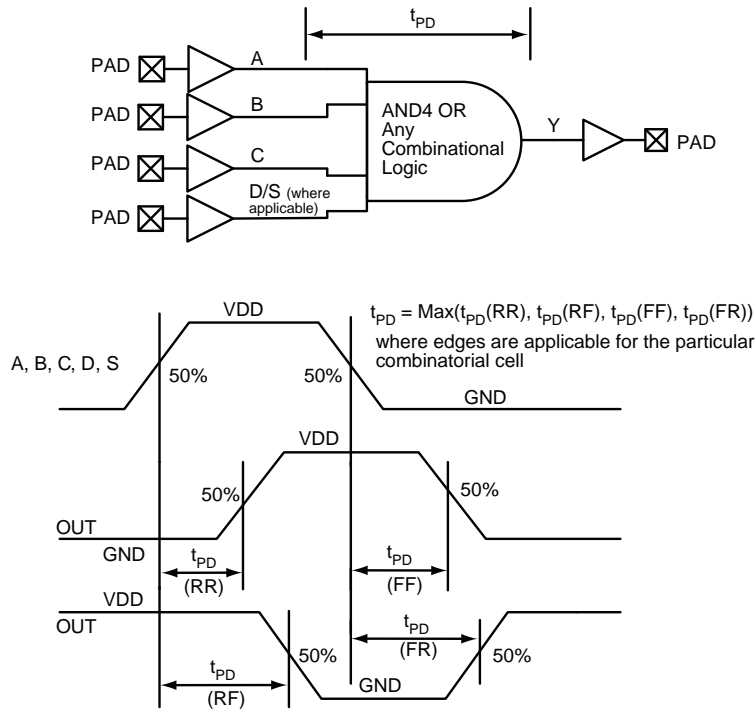 tPD
PAD
A
PAD
B
PAD
C
PAD
D/S (where
applicable)
AND4 OR
Any
Combinational
Logic
Y
PAD
tPD = Max(tPD(RR), tPD(RF), tPD(FF), tPD(FR))
where edges are applicable for the particular
combinatorial cell
VDD
A, B, C, D, S
50%
50%
GND
VDD
50%
50%
OUT
GND
tPD
(RR)
tPD
(FF)
VDD
OUT
tPD
(RF)
50%
tPD
(FR)
50%
GND